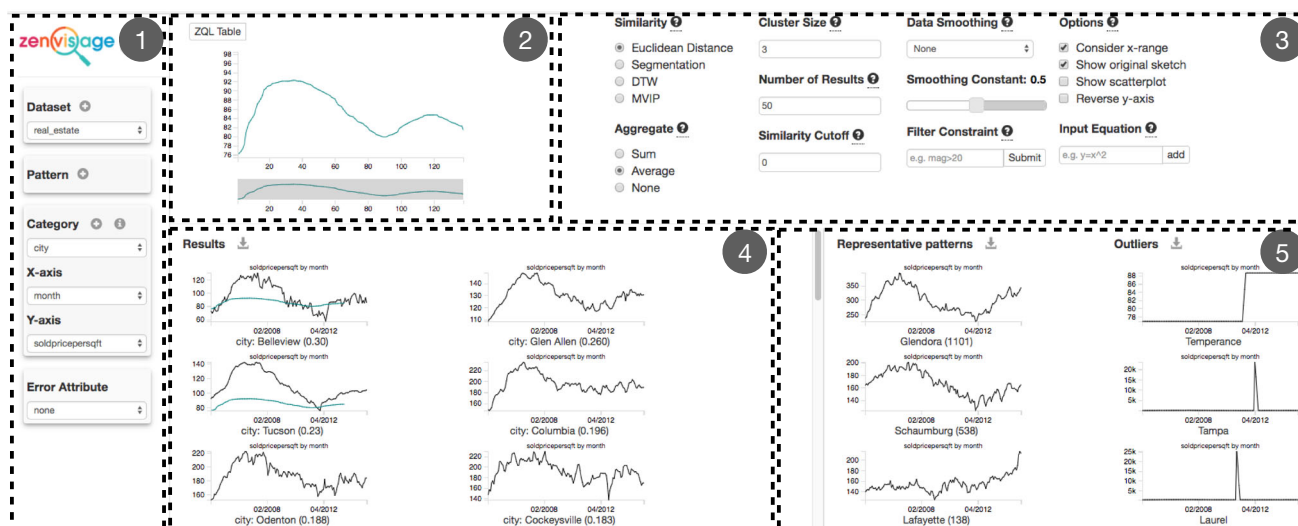 zenvisage
1
Dataset
real_estate
Pattern
Category
city
X-axis
month
Y-axis
soldpricepersqft
Error Attribute
none
ZQL Table
2
98
96
94
92
90
88
86
84
82
80
78
76
20 40 60 80 100 120
20 40 60 80 100 120
3
Similarity
Euclidean Distance
Segmentation
DTW
MVIP
Aggregate
Sum
Average
None
Cluster Size
3
Number of Results
50
Similarity Cutoff
0
Data Smoothing
None
Smoothing Constant: 0.5
Filter Constraint
e.g. mag>20 Submit
Options
Consider x-range
Show original sketch
Show scatterplot
Reverse y-axis
Input Equation
e.g. y=x^2 add
4
Results
soldpricepersqft by month
120
100
80
60
02/2008 04/2012
city: Belleview (0.30)
soldpricepersqft by month
140
130
120
110
02/2008 04/2012
city: Glen Allen (0.260)
soldpricepersqft by month
140
120
100
80
02/2008 04/2012
city: Tucson (0.23)
soldpricepersqft by month
220
200
180
160
02/2008 04/2012
city: Columbia (0.196)
soldpricepersqft by month
220
200
180
160
02/2008 04/2012
city: Odenton (0.188)
soldpricepersqft by month
220
200
180
160
140
02/2008 04/2012
city: Cockeysville (0.183)
5
Representative patterns
soldpricepersqft by month
350
300
250
02/2008 04/2012
Glendora (1101)
soldpricepersqft by month
200
180
160
140
02/2008 04/2012
Schaumburg (538)
soldpricepersqft by month
200
180
160
140
02/2008 04/2012
Lafayette (138)
Outliers
soldpricepersqft by month
88
86
84
82
80
78
02/2008 04/2012
Temperance
soldpricepersqft by month
20k
15k
10k
5k
02/2008 04/2012
Tampa
soldpricepersqft by month
25k
20k
15k
10k
5k
02/2008 04/2012
Laurel